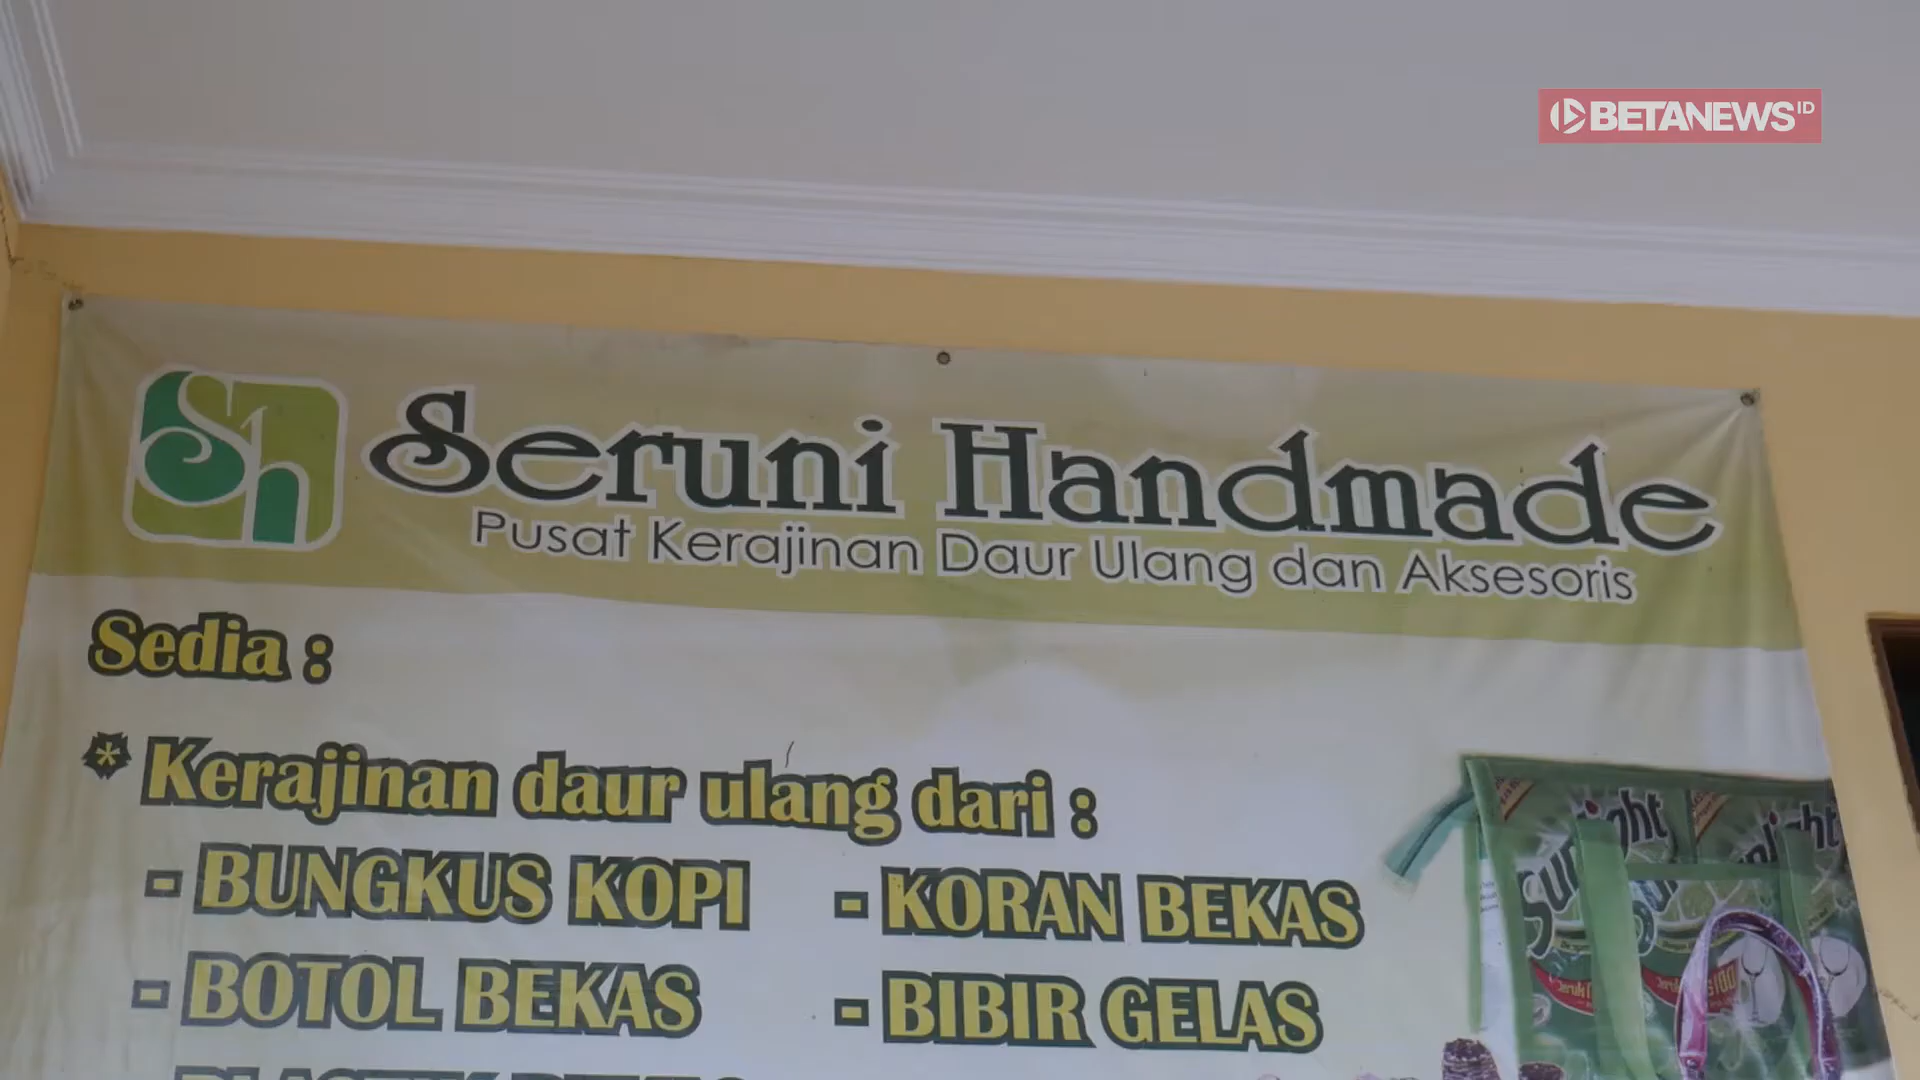 BETANEWS ID
Sh Seruni Handmade
Pusat Kerajinan Daur Ulang dan Aksesoris
Sedia :
* Kerajinan daur ulang dari :
- BUNGKUS KOPI - KORAN BEKAS
- BOTOL BEKAS - BIBIR GELAS